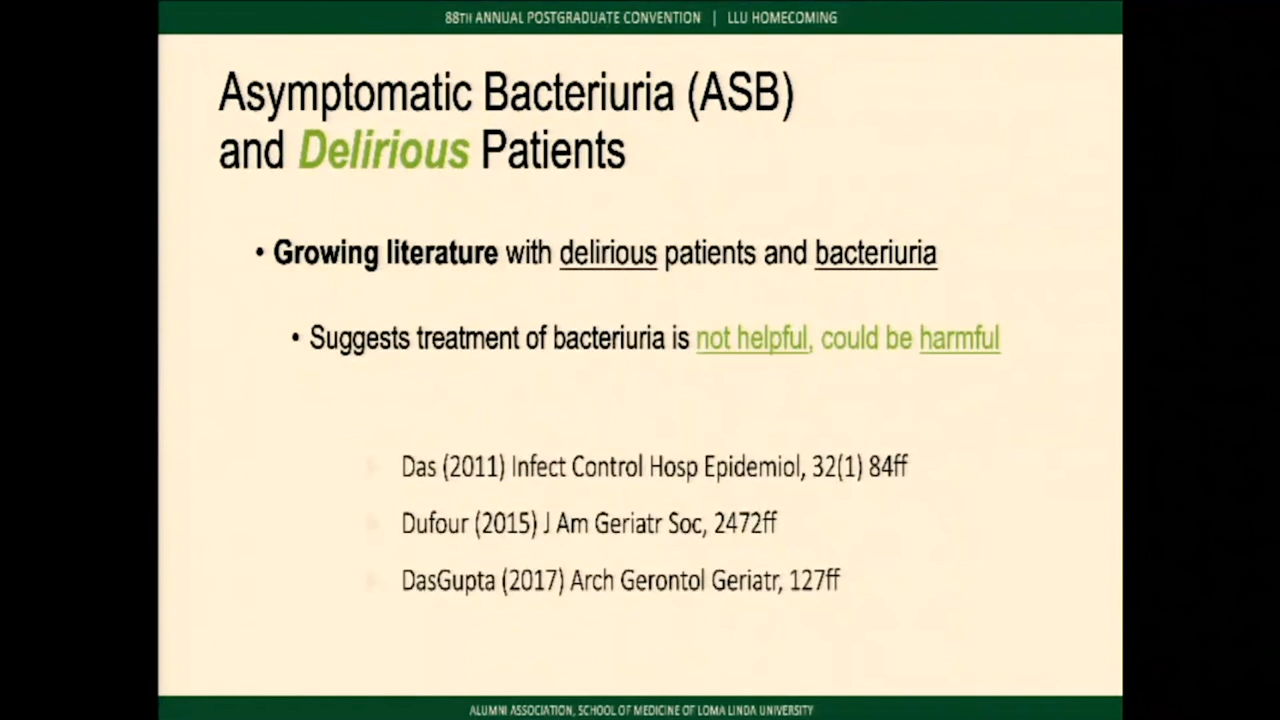 88TH ANNUAL POSTGRADUATE CONVENTION | LLU HOMECOMING
Asymptomatic Bacteriuria (ASB)
and Delirious Patients
• Growing literature with delirious patients and bacteriuria
• Suggests treatment of bacteriuria is not helpful, could be harmful
Das (2011) Infect Control Hosp Epidemiol, 32(1) 84ff
Dufour (2015) J Am Geriatr Soc, 2472ff
DasGupta (2017) Arch Gerontol Geriatr, 127ff
ALUMNI ASSOCIATION, SCHOOL OF MEDICINE OF LOMA LINDA UNIVERSITY